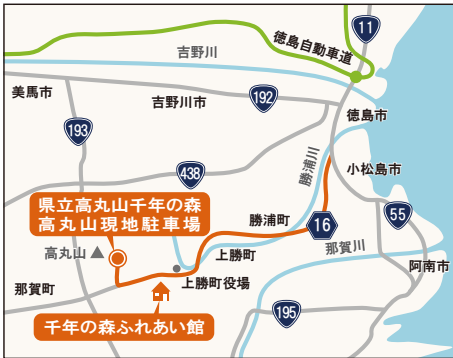 11
徳島自動車道
吉野川
美馬市
吉野川市
192
徳島市
193
勝浦川
438
小松島市
県立高丸山千年の森
高丸山現地駐車場
勝浦町
16
55
那賀川
高丸山
上勝町
阿南市
那賀町
上勝町役場
千年の森ふれあい館
195